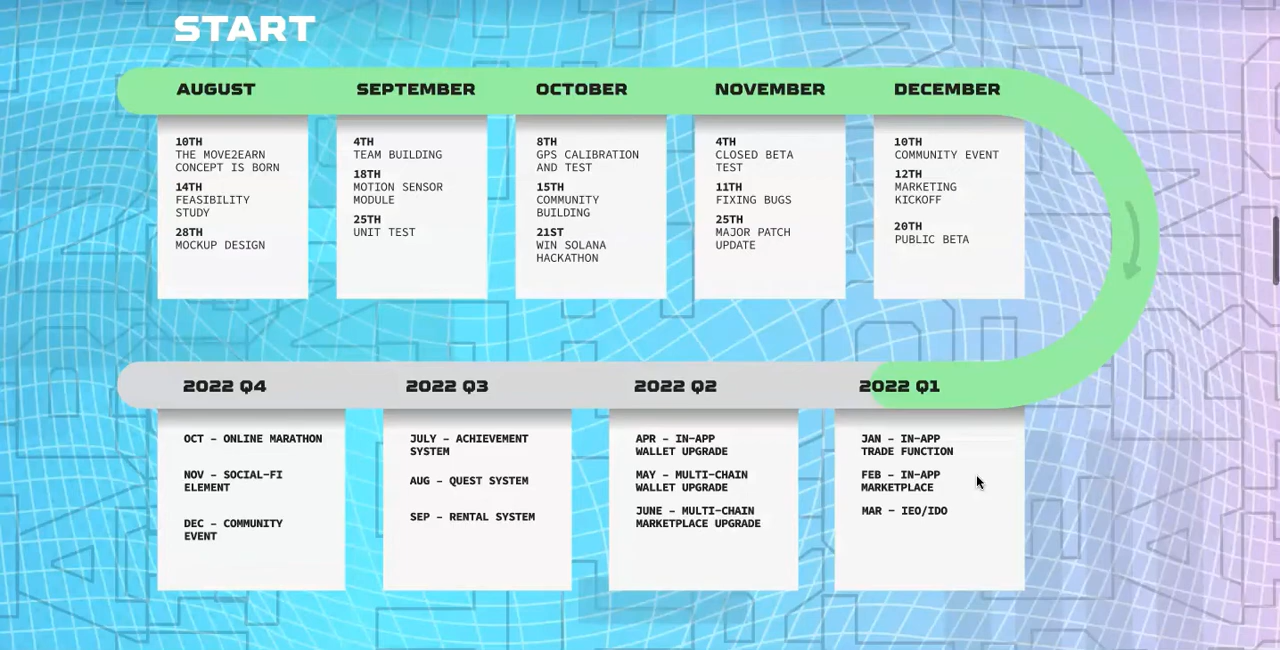 START
AUGUST
10TH
THE MOVE2EARN
CONCEPT IS BORN
14TH
FEASIBILITY
STUDY
28TH
MOCKUP DESIGN
SEPTEMBER
4TH
TEAM BUILDING
18TH
MOTION SENSOR
MODULE
25TH
UNIT TEST
OCTOBER
8TH
GPS CALIBRATION
AND TEST
15TH
COMMUNITY
BUILDING
21ST
WIN SOLANA
HACKATHON
NOVEMBER
4TH
CLOSED BETA
TEST
11TH
FIXING BUGS
25TH
MAJOR PATCH
UPDATE
DECEMBER
10TH
COMMUNITY EVENT
12TH
MARKETING
KICKOFF
20TH
PUBLIC BETA
2022 Q4
OCT - ONLINE MARATHON
NOV - SOCIAL-FI
ELEMENT
DEC - COMMUNITY
EVENT
2022 Q3
JULY - ACHIEVEMENT
SYSTEM
AUG - QUEST SYSTEM
SEP - RENTAL SYSTEM
2022 Q2
APR - IN-APP
WALLET UPGRADE
MAY - MULTI-CHAIN
WALLET UPGRADE
JUNE - MULTI-CHAIN
MARKETPLACE UPGRADE
2022 Q1
JAN - IN-APP
TRADE FUNCTION
FEB - IN-APP
MARKETPLACE
MAR - IEO/IDO